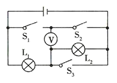 S₁ V S₂
L₁ L₂
S₃